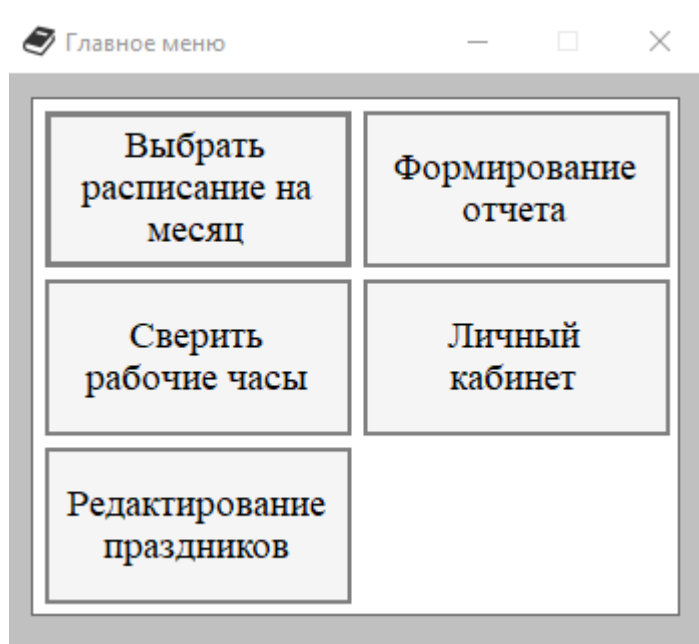 Главное меню
Выбрать
расписание на
месяц
Формирование
отчета
Сверить
рабочие часы
Личный
кабинет
Редактирование
праздников